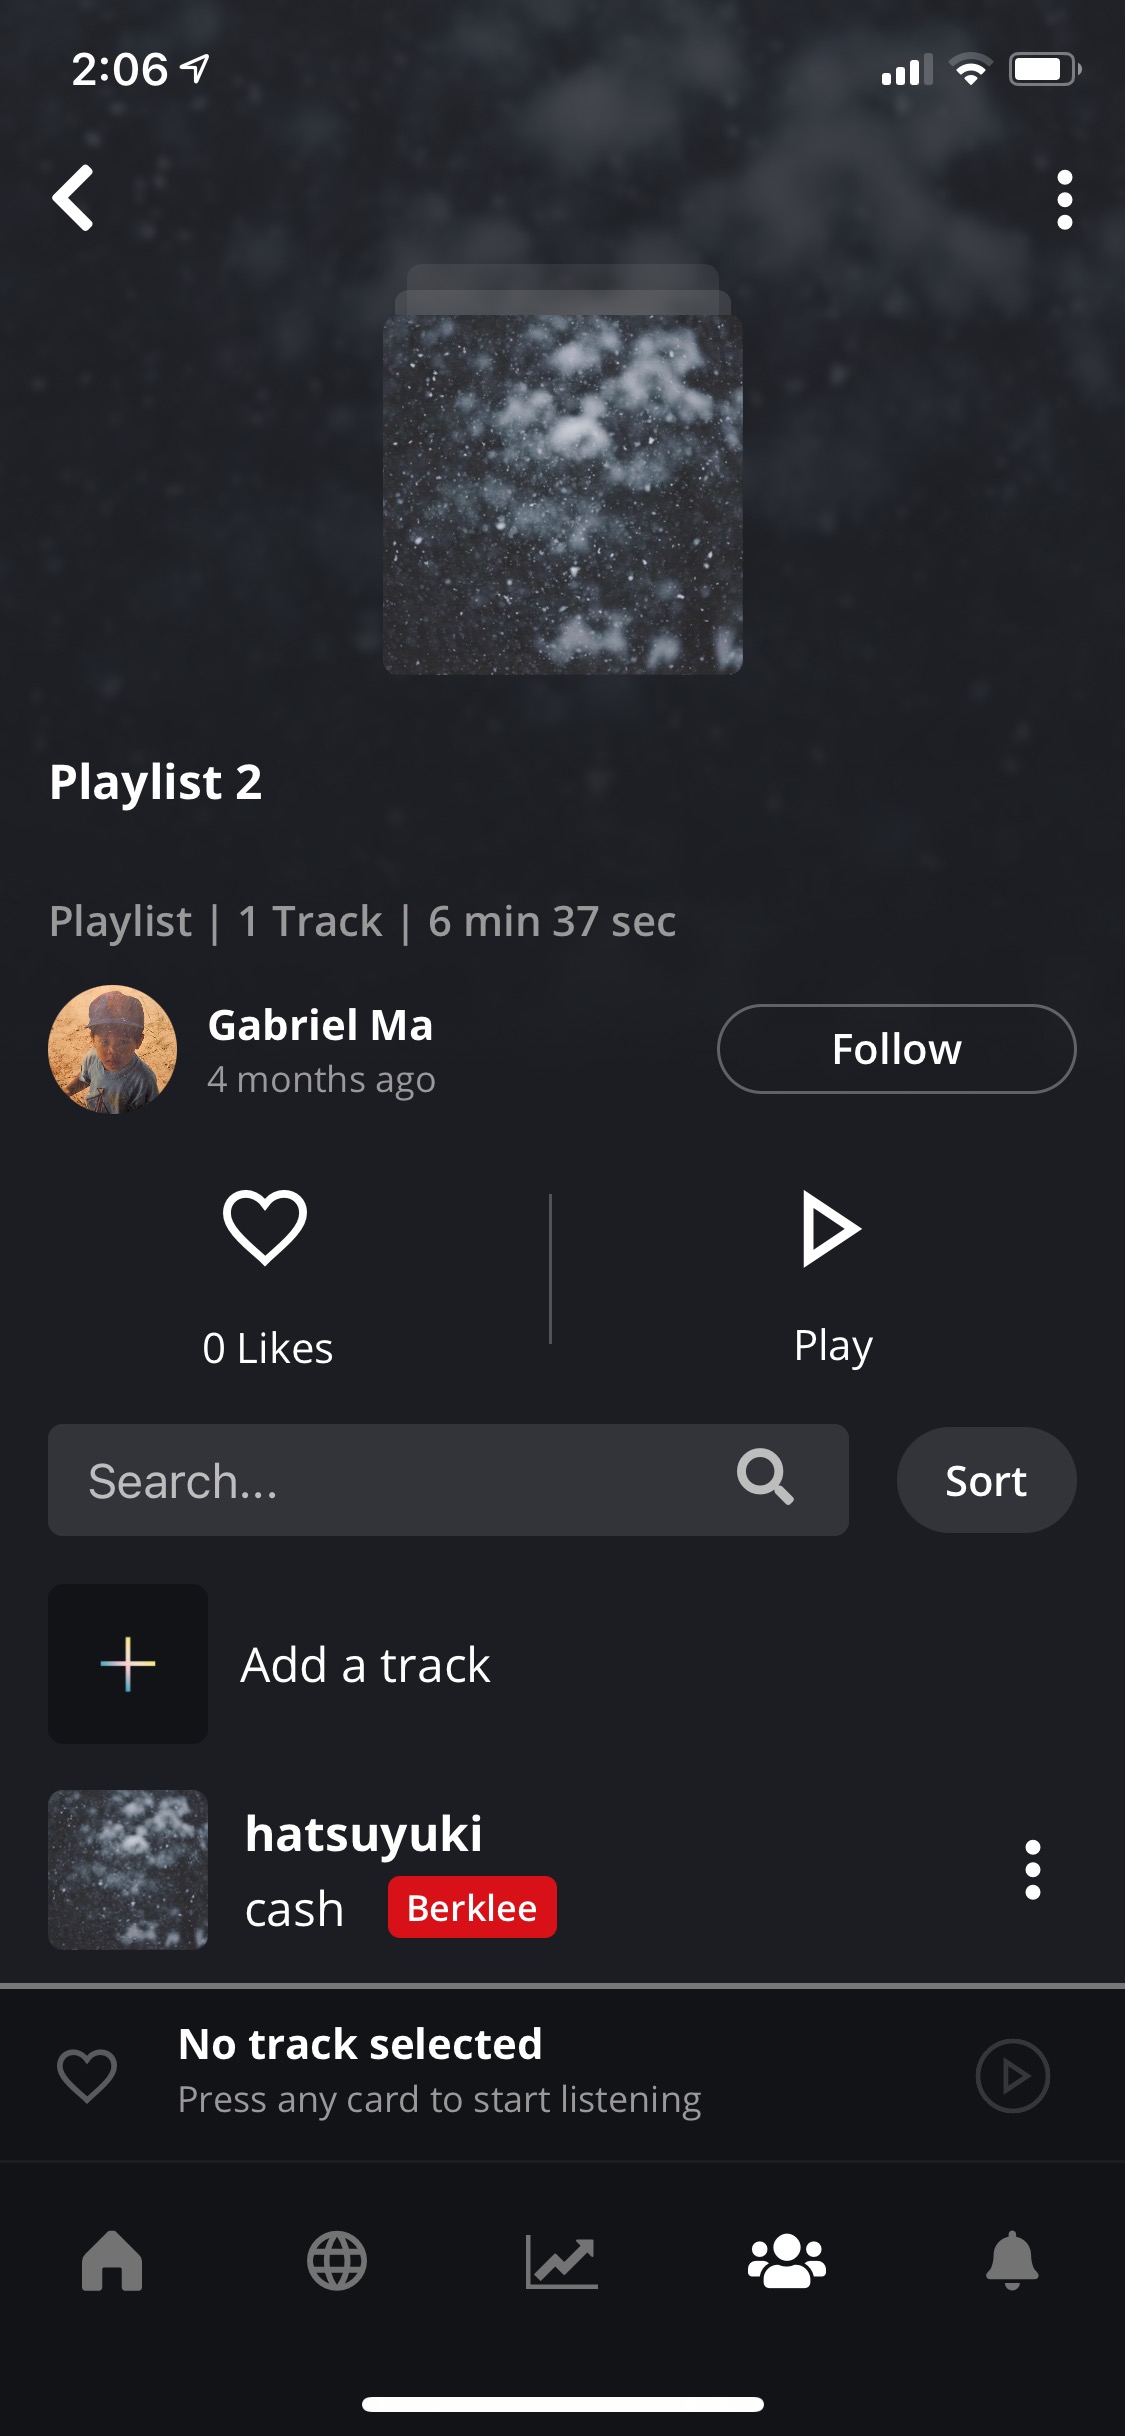 2:06
Playlist 2
Playlist | 1 Track | 6 min 37 sec
Gabriel Ma
4 months ago
Follow
0 Likes
Play
Search...
Sort
Add a track
hatsuyuki
cash
Berklee
No track selected
Press any card to start listening